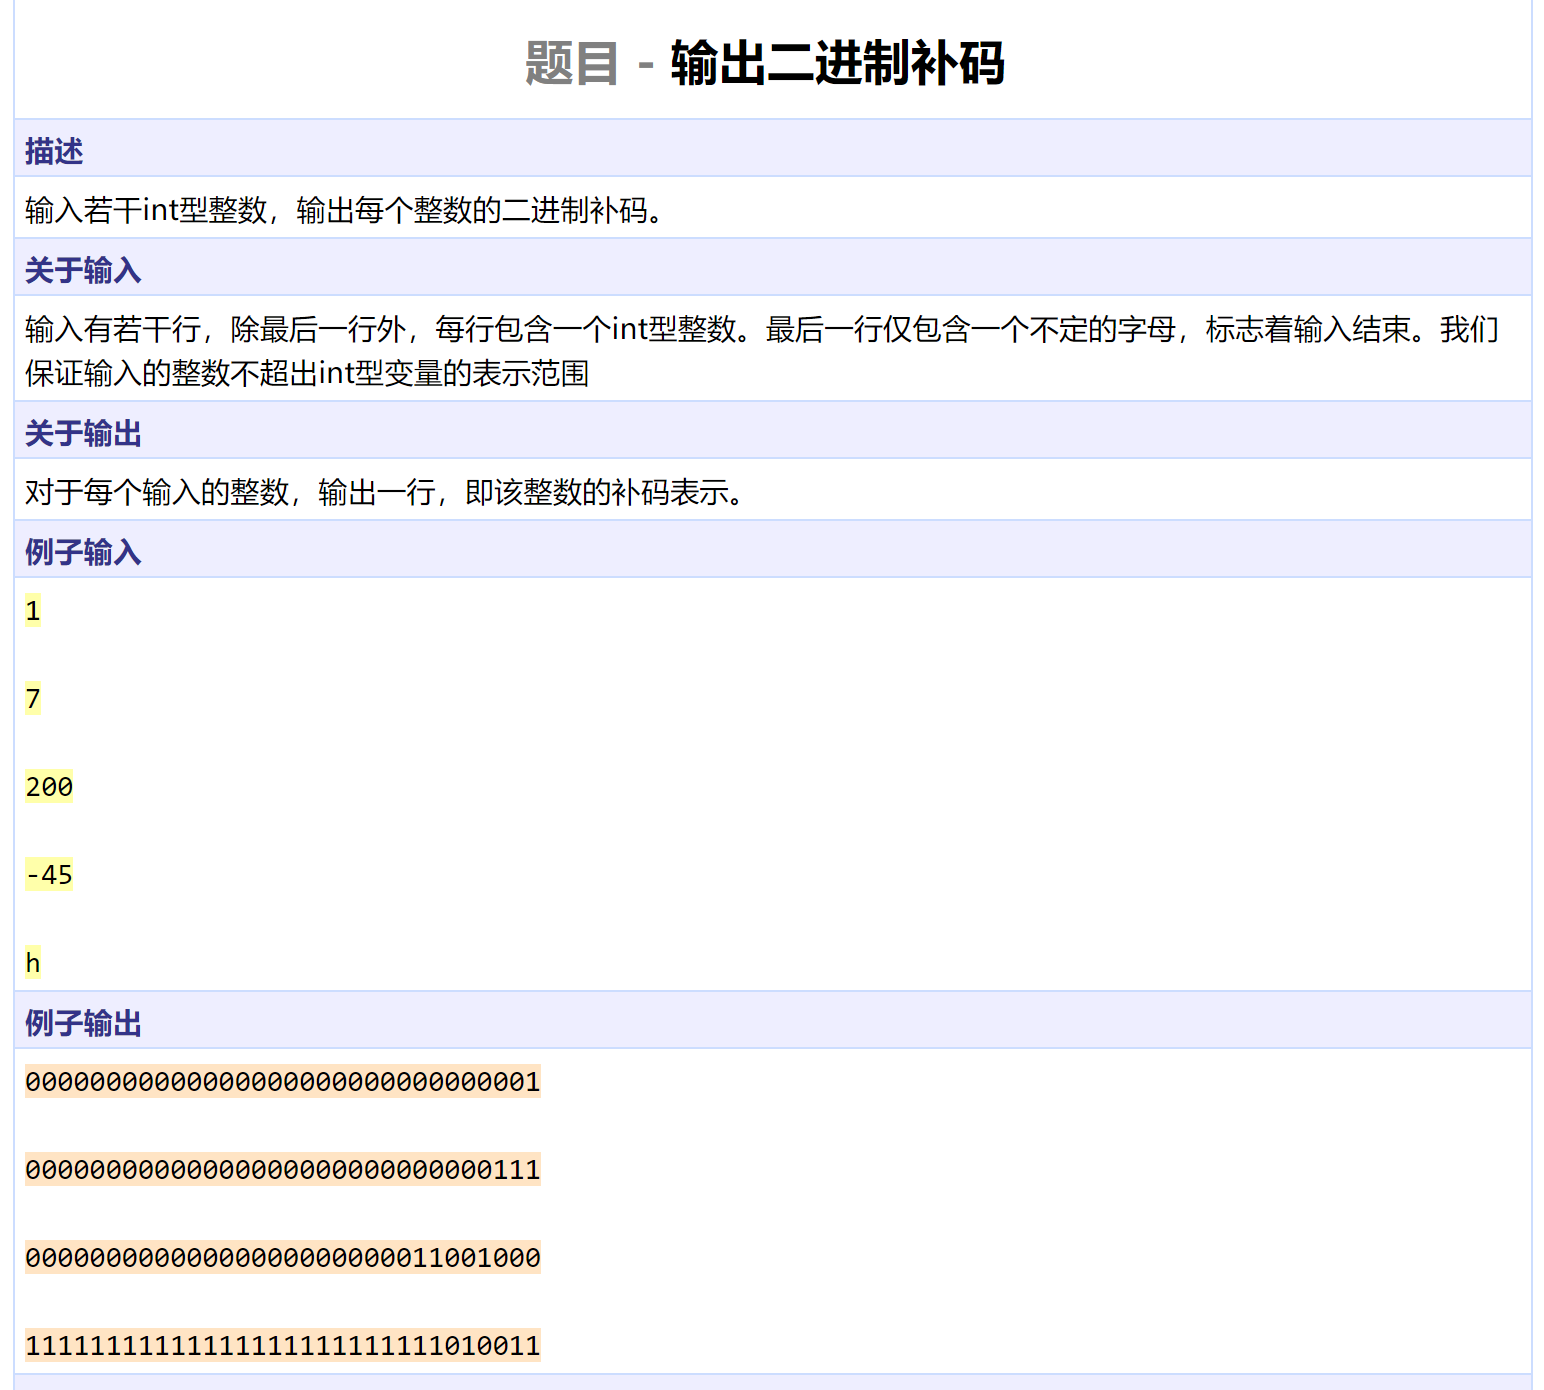 题目 - 输出二进制补码
描述
输入若干int型整数，输出每个整数的二进制补码。
关于输入
输入有若干行，除最后一行外，每行包含一个int型整数。最后一行仅包含一个不定的字母，标志着输入结束。我们
保证输入的整数不超出int型变量的表示范围
关于输出
对于每个输入的整数，输出一行，即该整数的补码表示。
例子输入
1
7
200
-45
h
例子输出
00000000000000000000000000000001
00000000000000000000000000000111
00000000000000000000000011001000
11111111111111111111111111010011